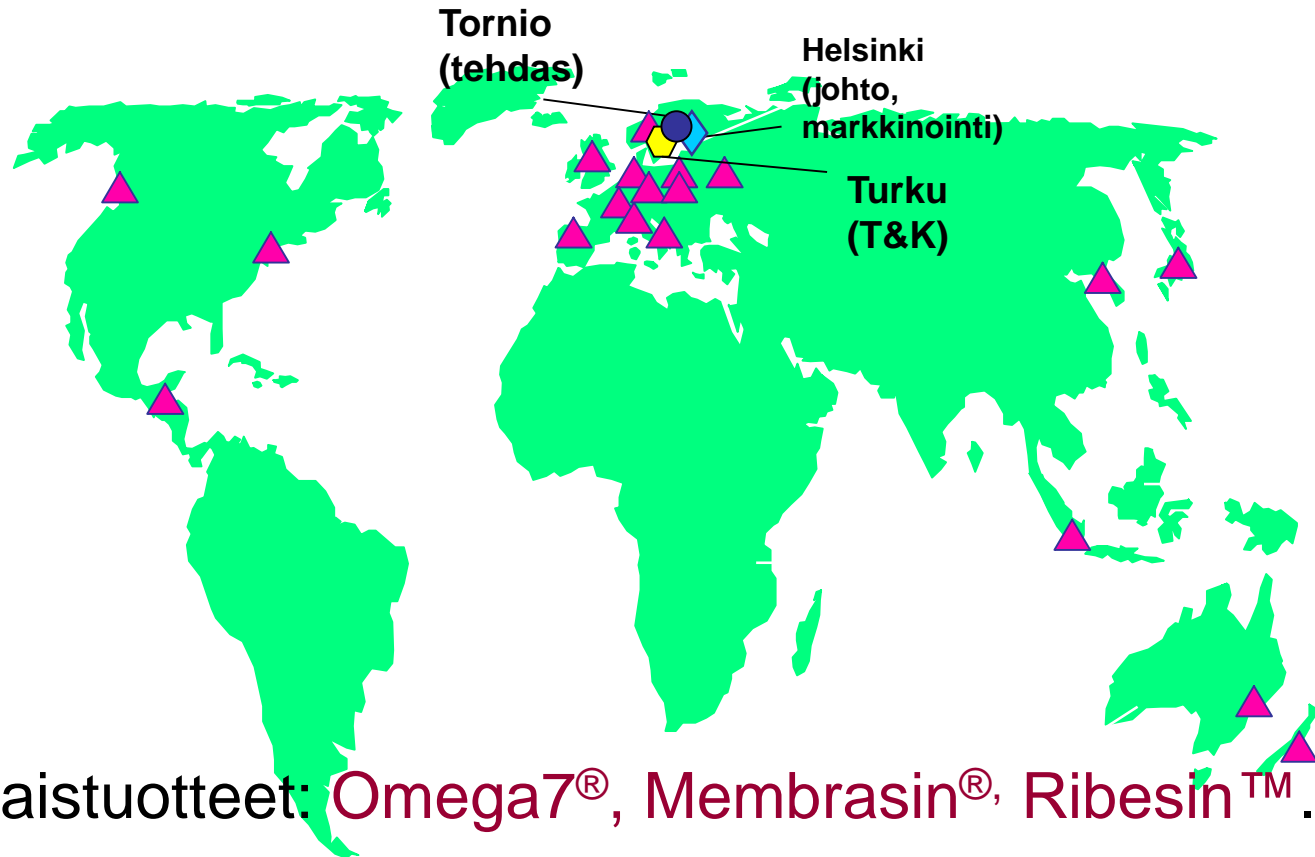 Tornio
(tehdas)
Helsinki
(johto,
markkinointi)
Turku
(T&K)
aistuotteet: Omega7®, Membrasin®, Ribesin™.